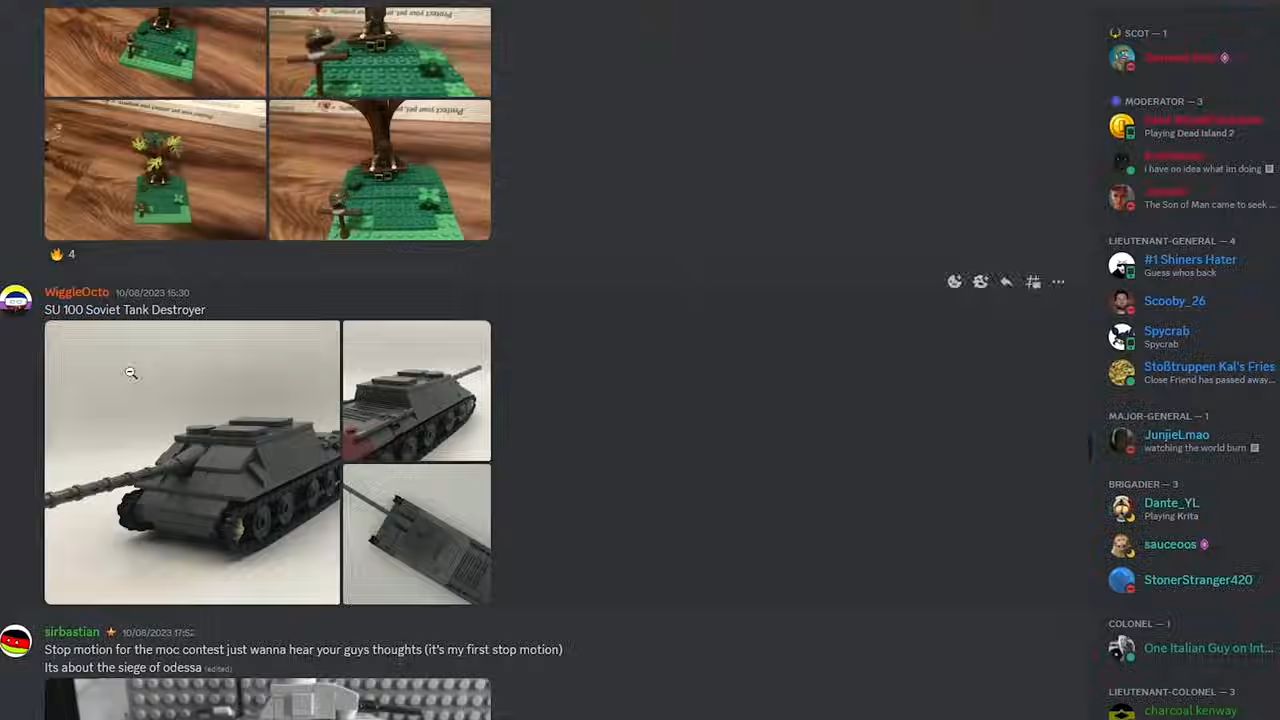 4
WiggleOcto 10/08/2023 15:30
SU 100 Soviet Tank Destroyer
sirbastian 10/08/2023 17:52
Stop motion for the moc contest just wanna hear your guys thoughts (it's my first stop motion)
Its about the siege of odessa (edited)
SCOT — 1
MODERATOR — 3
Playing Dead Island 2
i have no idea what im doing
The Son of Man came to seek ...
LIEUTENANT-GENERAL — 4
#1 Shiners Hater
Guess whos back
Scooby_26
Spycrab
Spycrab
Stoßtruppen Kal's Fries
Close Friend has passed away...
MAJOR-GENERAL — 1
JunjieLmao
watching the world burn
BRIGADIER — 3
Dante_YL
Playing Krita
sauceoos
StonerStranger420
COLONEL — 1
One Italian Guy on Int...
LIEUTENANT-COLONEL — 3
charcoal kenway